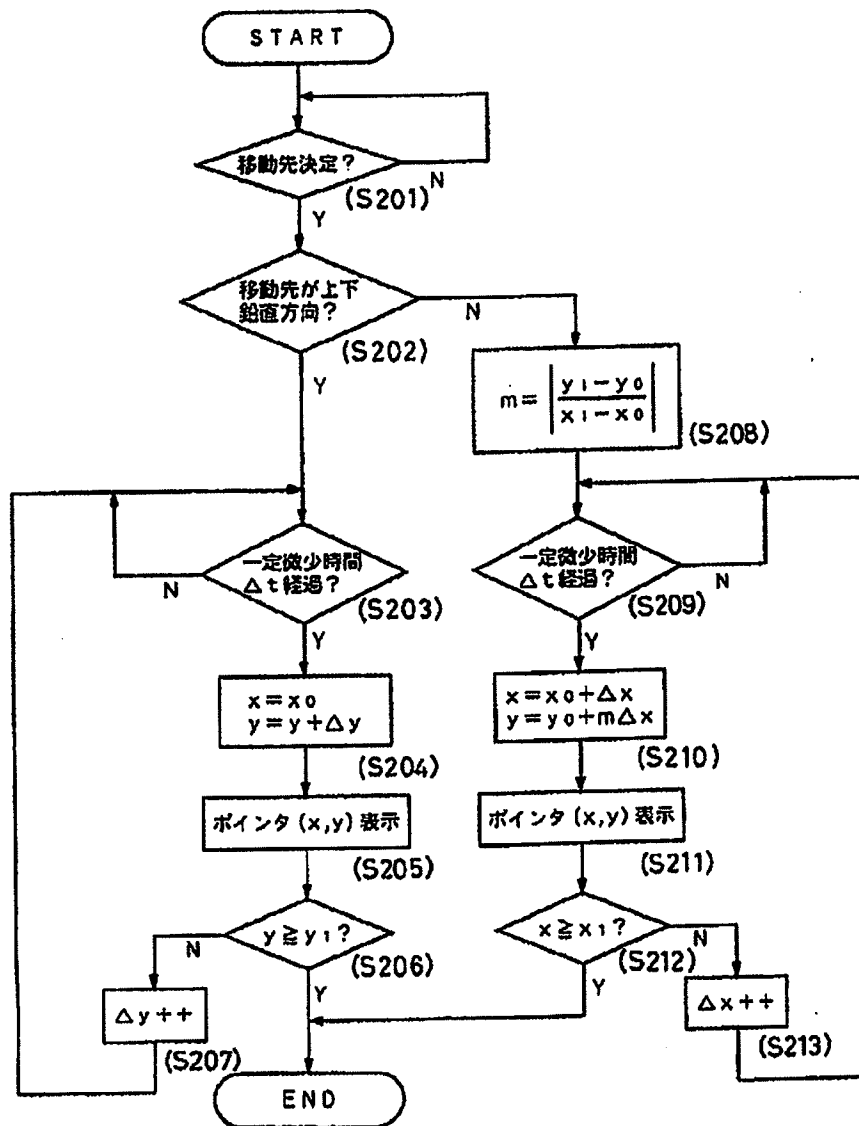 START
移動先決定?
N
(S201)
Y
移動先が上下
鉛直方向?
N
(S202)
Y
m=|y₁-y₀/x₁-x₀|
(S208)
一定微少時間
Δt経過?
N
(S203)
Y
一定微少時間
Δt経過?
N
(S209)
Y
x=x₀
y=y+Δy
(S204)
x=x₀+Δx
y=y₀+mΔx
(S210)
ポインタ(x,y)表示
(S205)
ポインタ(x,y)表示
(S211)
y≧y₁?
N
(S206)
Y
x≧x₁?
N
(S212)
Y
Δy++
(S207)
Δx++
(S213)
END